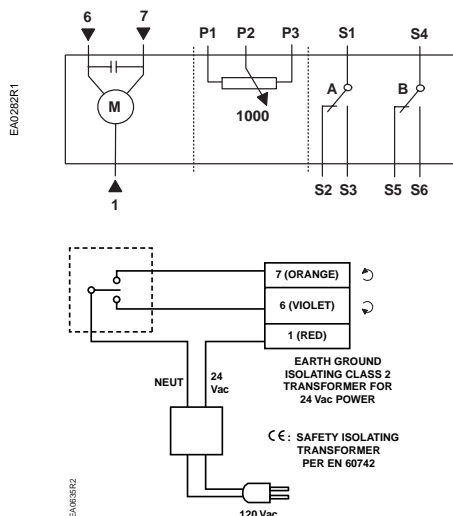 6 7 P1 P2 P3 S1 S4
EA0282R1
M
1000
A
B
1
S2 S3 S5 S6
7 (ORANGE)
6 (VIOLET)
1 (RED)
NEUT
24
Vac
EARTH GROUND
ISOLATING CLASS 2
TRANSFORMER FOR
24 Vac POWER
CE: SAFETY ISOLATING
TRANSFORMER
PER EN 60742
EA0635R2
120 Vac